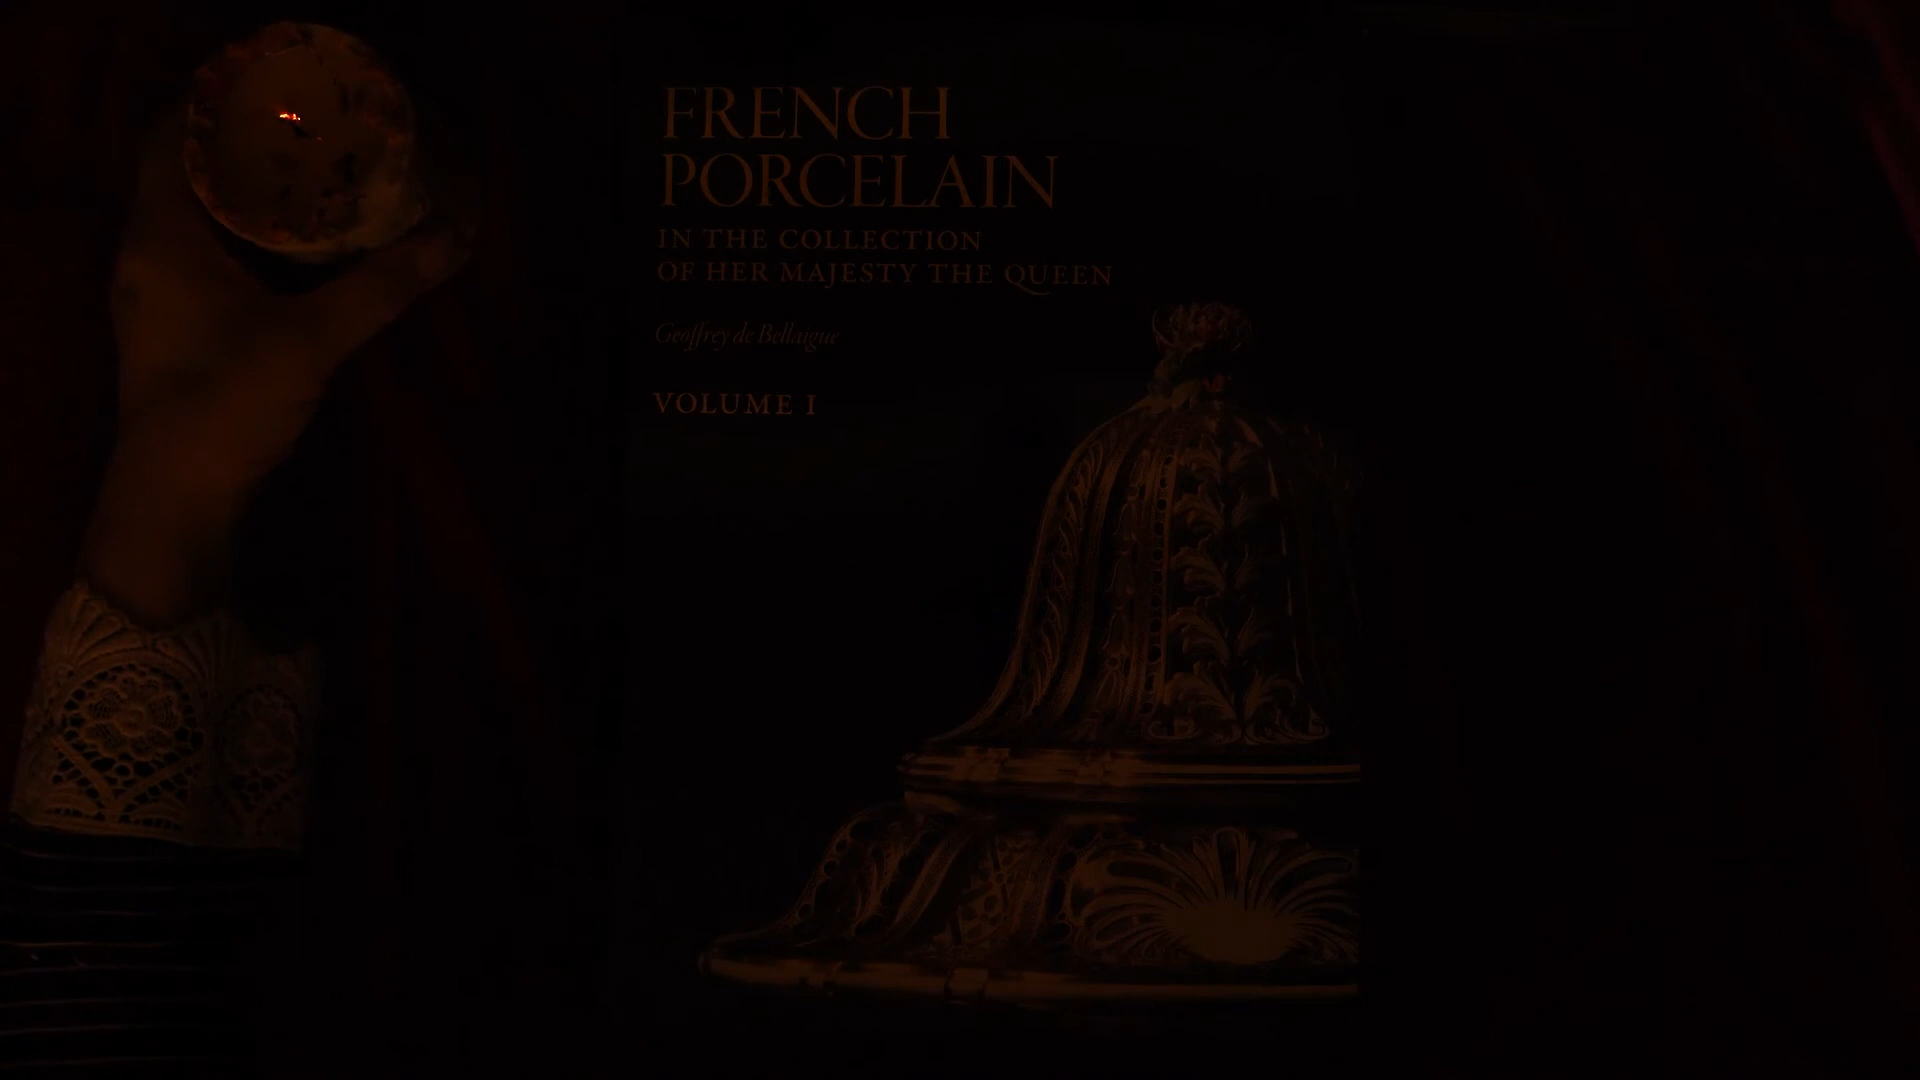 FRENCH
PORCELAIN
IN THE COLLECTION
OF HER MAJESTY THE QUEEN
Geoffrey de Bellaigue
VOLUME I